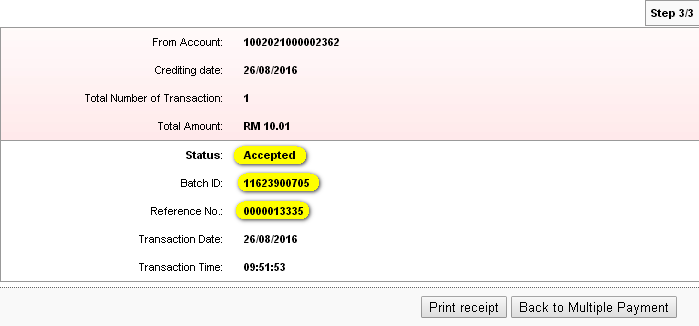 Step 3/3
From Account: 1002021000002362
Crediting date: 26/08/2016
Total Number of Transaction: 1
Total Amount: RM 10.01
Status: Accepted
Batch ID: 11623900705
Reference No.: 0000013335
Transaction Date: 26/08/2016
Transaction Time: 09:51:53
Print receipt Back to Multiple Payment